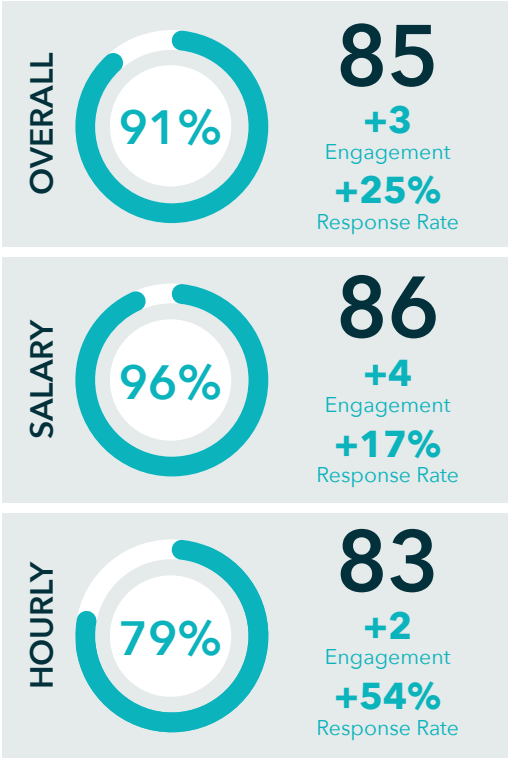 OVERALL
91%
85
+3
Engagement
+25%
Response Rate
SALARY
96%
86
+4
Engagement
+17%
Response Rate
HOURLY
79%
83
+2
Engagement
+54%
Response Rate